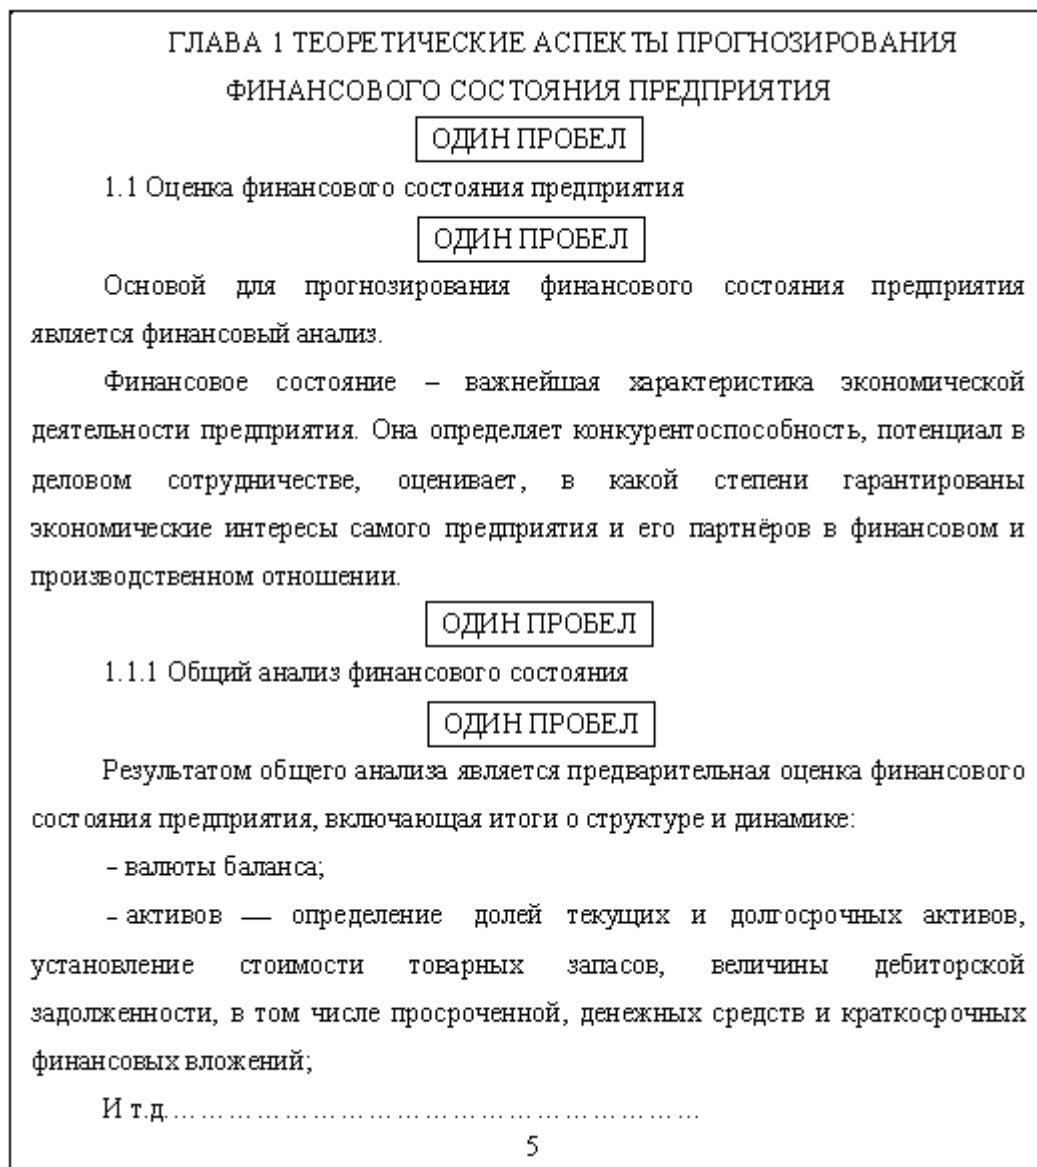 ГЛАВА 1 ТЕОРЕТИЧЕСКИЕ АСПЕКТЫ ПРОГНОЗИРОВАНИЯ
ФИНАНСОВОГО СОСТОЯНИЯ ПРЕДПРИЯТИЯ
ОДИН ПРОБЕЛ
1.1 Оценка финансового состояния предприятия
ОДИН ПРОБЕЛ
Основой для прогнозирования финансового состояния предприятия
является финансовый анализ.
Финансовое состояние – важнейшая характеристика экономической
деятельности предприятия. Она определяет конкурентоспособность, потенциал в
деловом сотрудничестве, оценивает, в какой степени гарантированы
экономические интересы самого предприятия и его партнёров в финансовом и
производственном отношении.
ОДИН ПРОБЕЛ
1.1.1 Общий анализ финансового состояния
ОДИН ПРОБЕЛ
Результатом общего анализа является предварительная оценка финансового
состояния предприятия, включающая итоги о структуре и динамике:
– валюты баланса;
– активов — определение долей текущих и долгосрочных активов,
установление стоимости товарных запасов, величины дебиторской
задолженности, в том числе просроченной, денежных средств и краткосрочных
финансовых вложений;
И т.д.………………………………………………
5